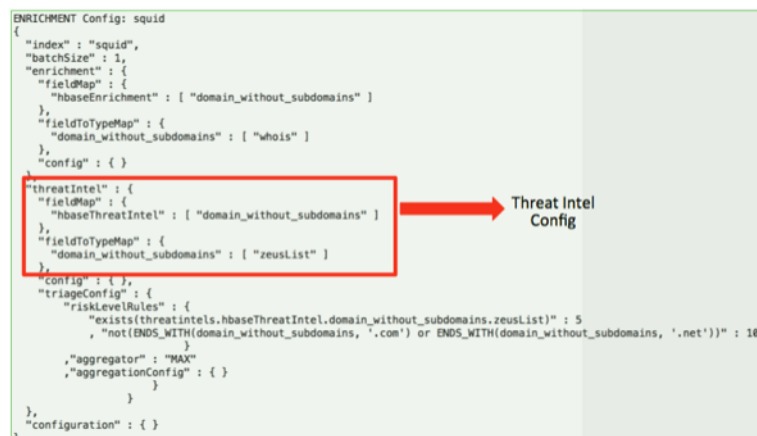 ENRICHMENT Config: squid
{
"index" : "squid",
"batchSize" : 1,
"enrichment" : {
"fieldMap" : {
"hbaseEnrichment" : [ "domain_without_subdomains" ]
},
"fieldToTypeMap" : {
"domain_without_subdomains" : [ "whois" ]
},
"config" : { }
},
"threatIntel" : {
"fieldMap" : {
"hbaseThreatIntel" : [ "domain_without_subdomains" ]
},
"fieldToTypeMap" : {
"domain_without_subdomains" : [ "zeusList" ]
},
"config" : { },
"triageConfig" : {
"riskLevelRules" : {
"exists(threatintels.hbaseThreatIntel.domain_without_subdomains.zeusList)" : 5
, "not(ENDS_WITH(domain_without_subdomains, '.com') or ENDS_WITH(domain_without_subdomains, '.net'))" : 10
}
,"aggregator" : "MAX"
,"aggregationConfig" : { }
}
}
},
"configuration" : { }
}
Threat Intel
Config